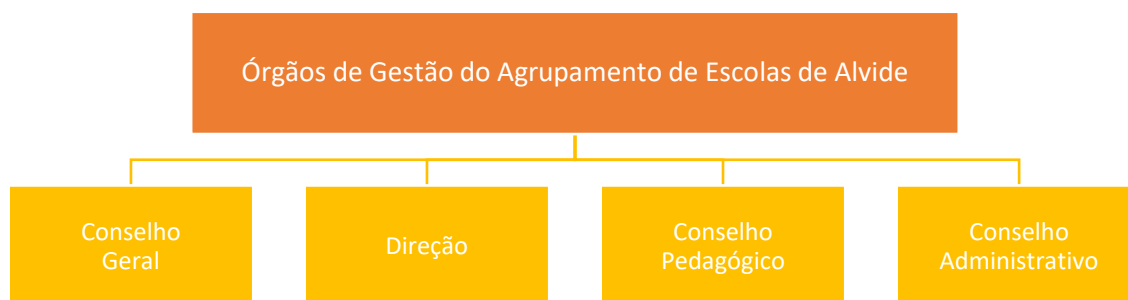 Órgãos de Gestão do Agrupamento de Escolas de Alvide
Conselho
Geral
Direção
Conselho
Pedagógico
Conselho
Administrativo